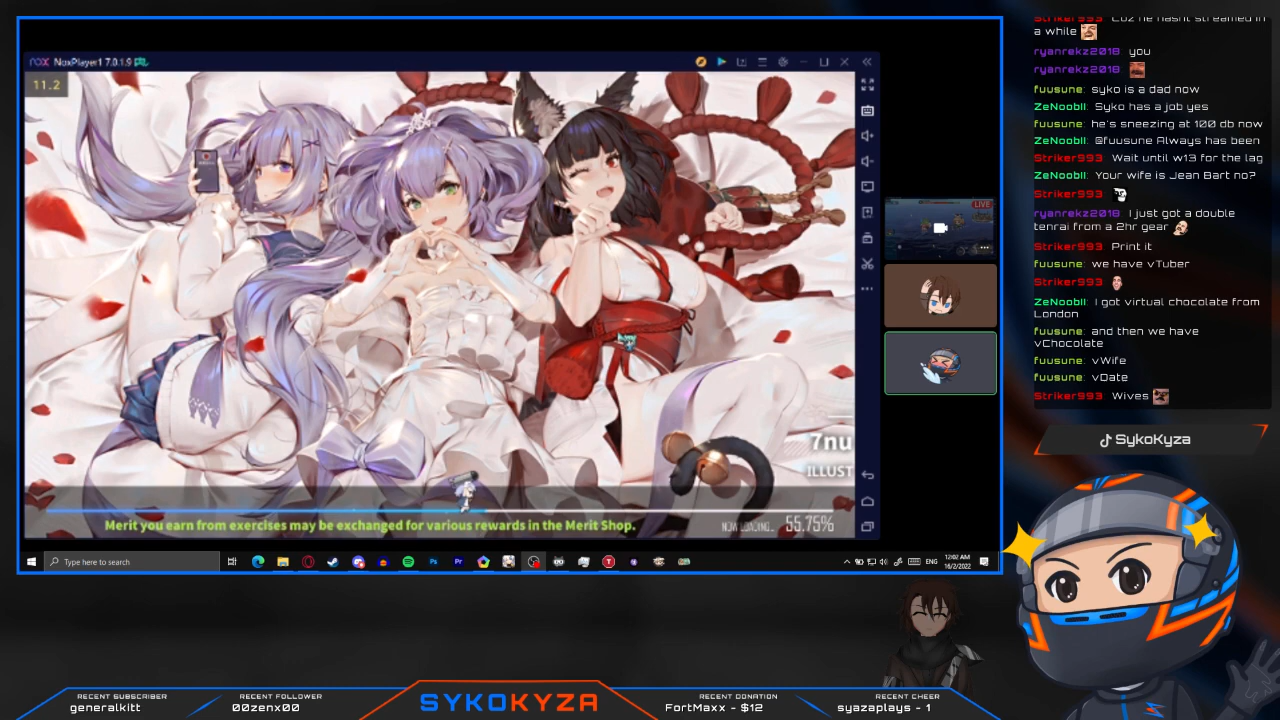 Striker993 Cuz he hasnt streamed in
a while
ryanrekz2018 you
ryanrekz2018
fuusune: syko is a dad now
ZeNoobII: Syko has a job yes
fuusune: he's sneezing at 100 db now
ZeNoobII: @fuusune Always has been
Striker993 Wait until w13 for the lag
ZeNoobII: Your wife is Jean Bart no?
Striker993
ryanrekz2018 I just got a double
tenrai from a 2hr gear
Striker993 Print it
fuusune: we have vTuber
Striker993
ZeNoobII: I got virtual chocolate from
London
fuusune: and then we have
vChocolate
fuusune: vWife
fuusune: vDate
Striker993 Wives
nox NoxPlayer1 7.0.1.9
11.2
LIVE
7nu
ILLUST
Merit you earn from exercises may be exchanged for various rewards in the Merit Shop.
NOW LOADING... 55.75%
Type here to search
ENG
12:02 AM
16/2/2022
SykoKyza
RECENT SUBSCRIBER
generalkitt
RECENT FOLLOWER
00zenx00
SYKOKYZA
RECENT DONATION
FortMaxx - $12
RECENT CHEER
syazaplays - 1